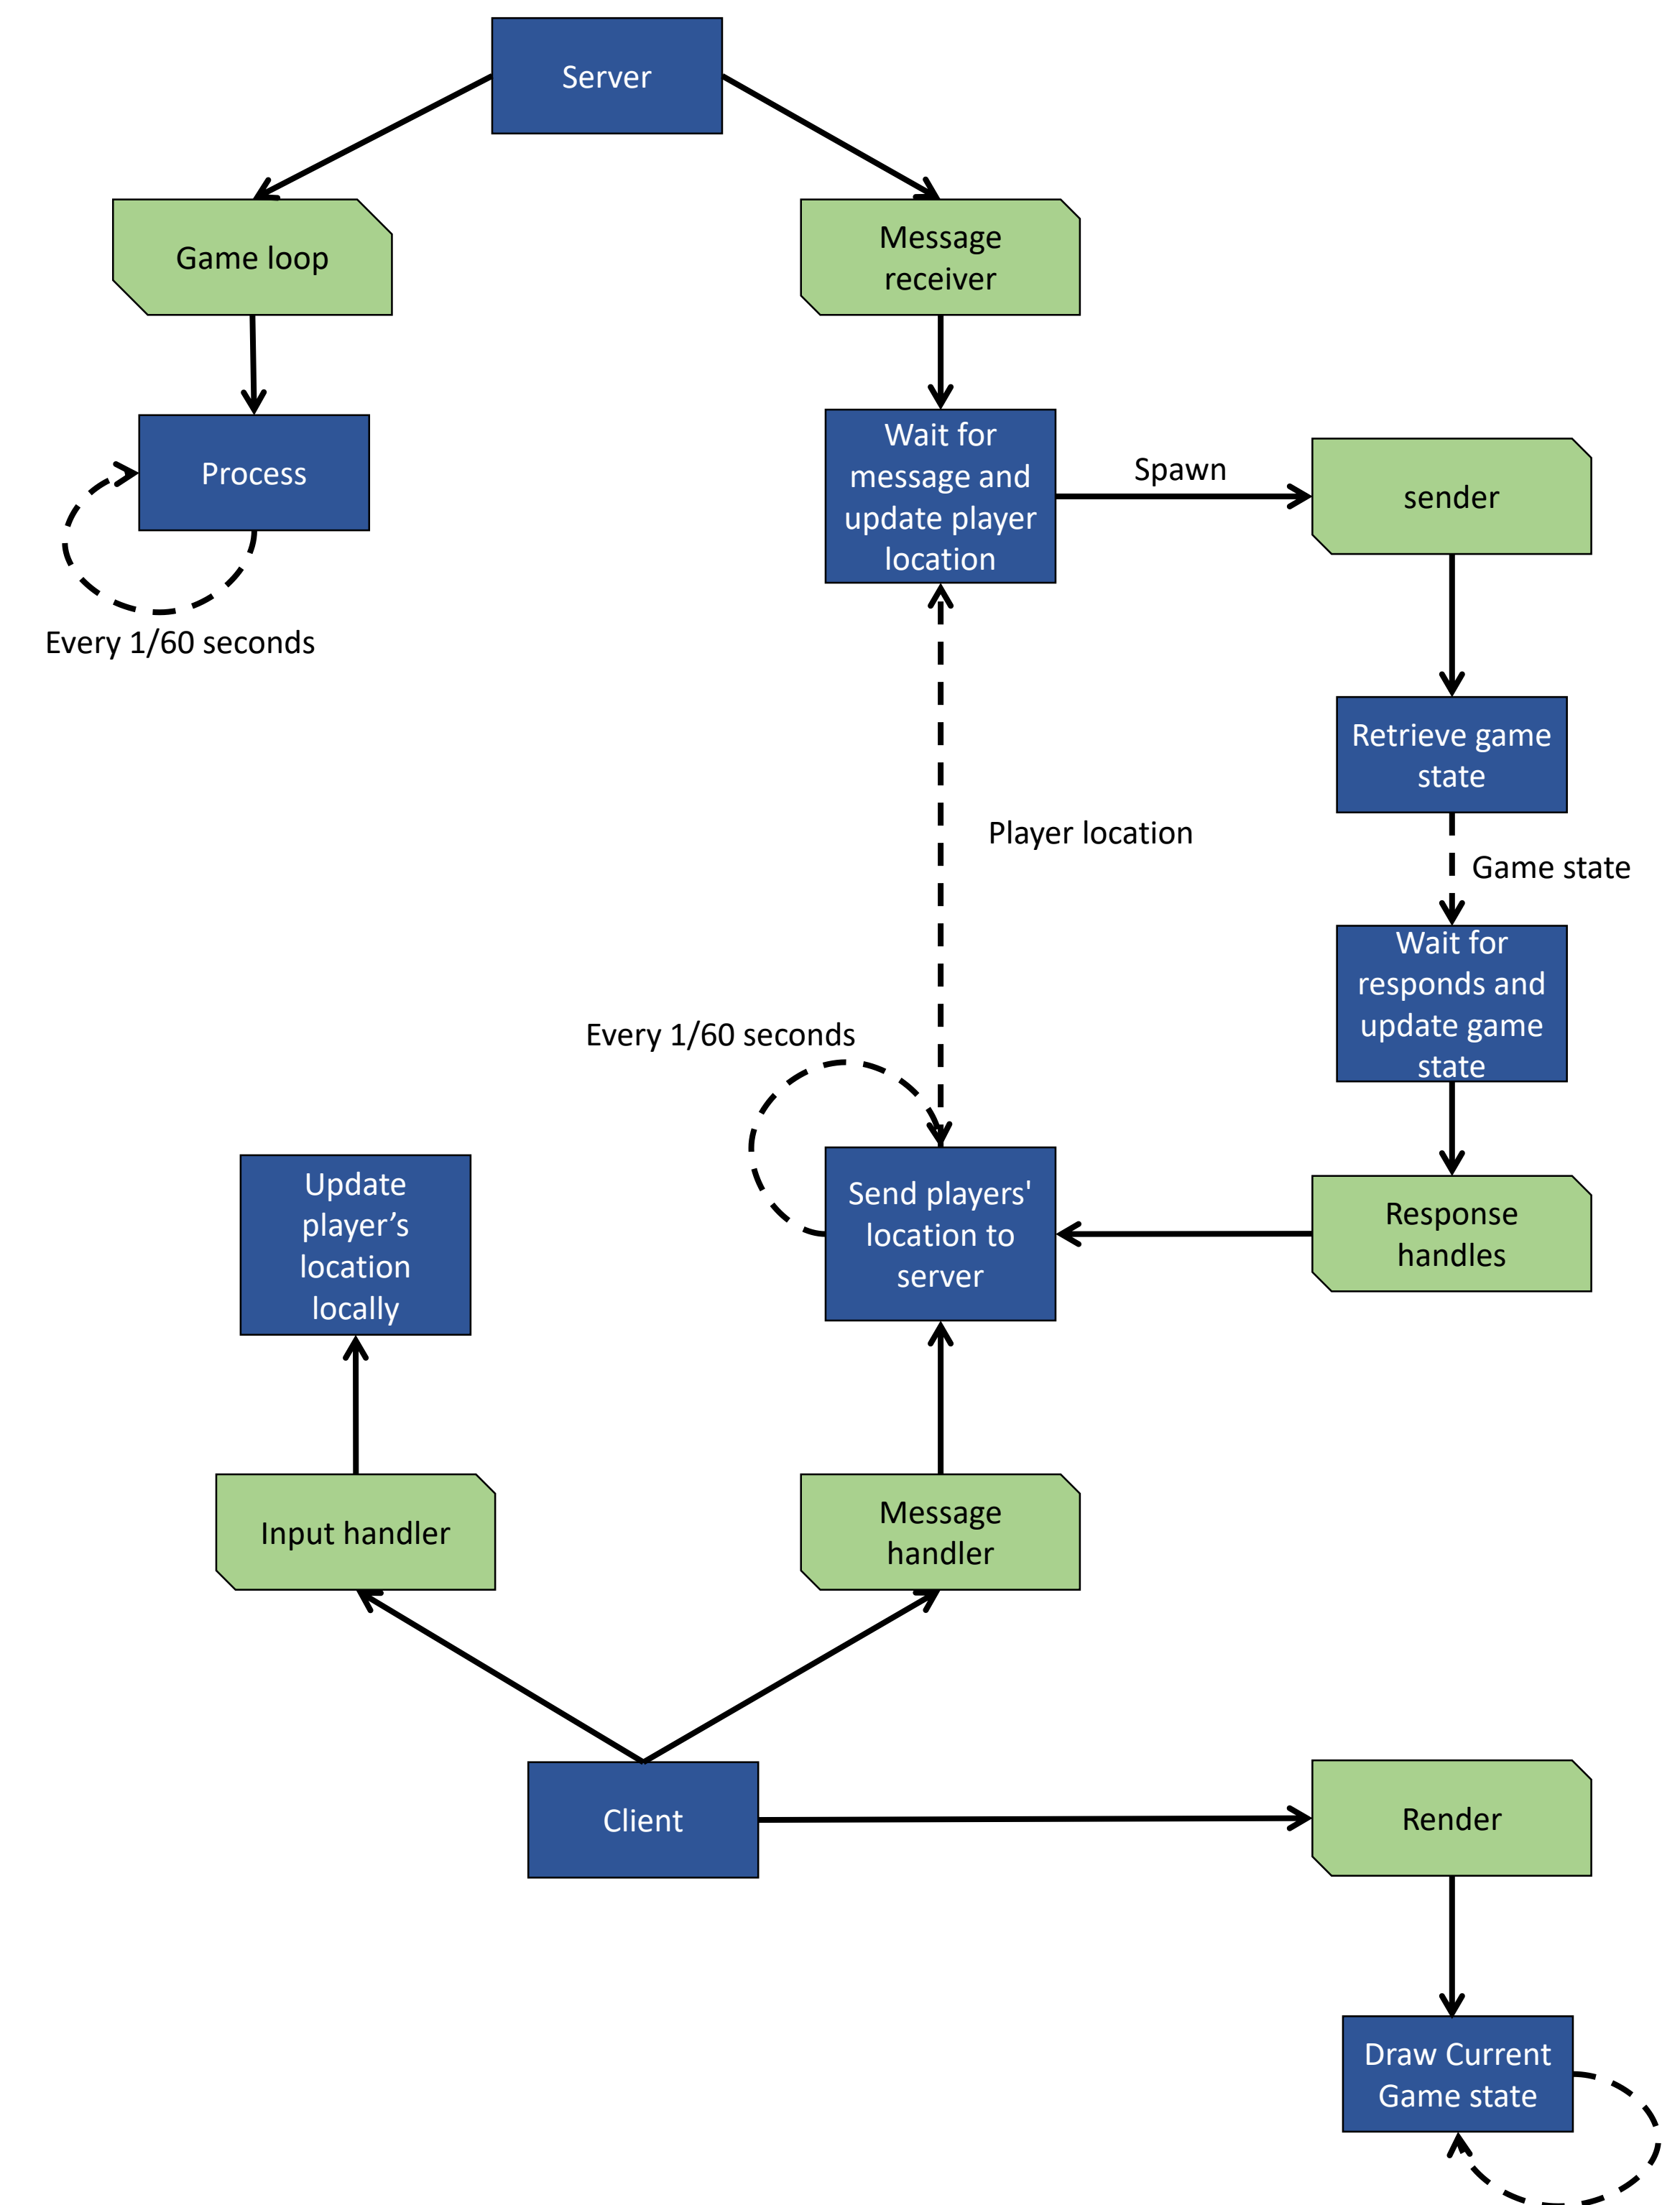 Server
Game loop
Message
receiver
Process
Wait for
message and
update player
location
Spawn
sender
Every 1/60 seconds
Retrieve game
state
Player location
Game state
Wait for
responds and
update game
state
Every 1/60 seconds
Update
player’s
location
locally
Send players'
location to
server
Response
handles
Input handler
Message
handler
Client
Render
Draw Current
Game state